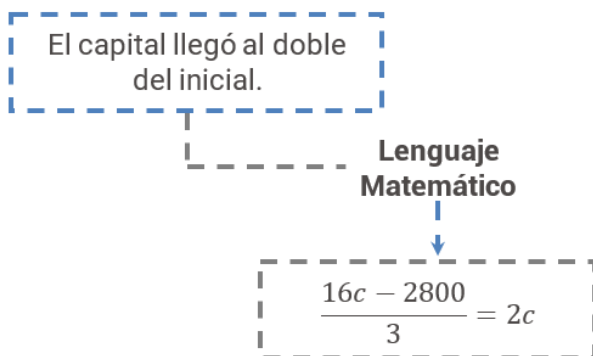 El capital llegó al doble
del inicial.
Lenguaje
Matemático
16c − 2800
3
= 2c